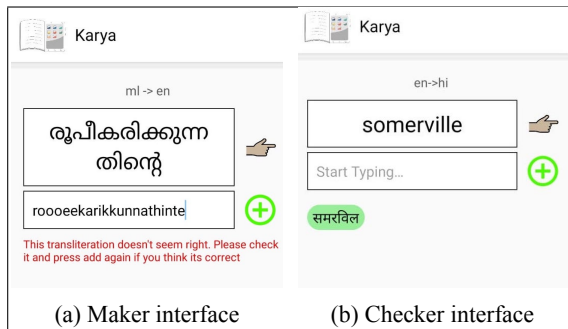 Karya
ml -> en
രൂപീകരിക്കുന്ന
തിന്റെ
roooeekarikkunnathinte
This transliteration doesn't seem right. Please check
it and press add again if you think its correct
(a) Maker interface
Karya
en->hi
somerville
Start Typing...
समरविल
(b) Checker interface